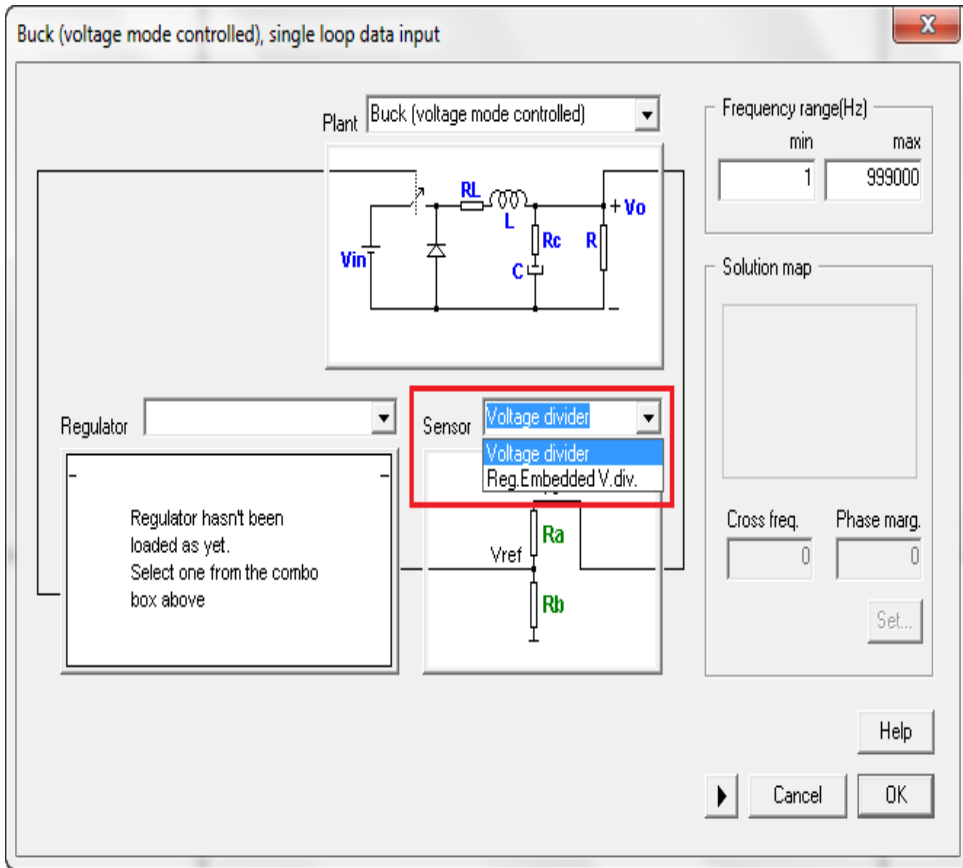 Buck (voltage mode controlled), single loop data input
X
Plant
Buck (voltage mode controlled)
Frequency range(Hz)
min
max
1
999000
RL
L
+ Vo
Rc
R
Vin
C
–
Solution map
Regulator
Sensor
Voltage divider
Voltage divider
Reg.Embedded V.div.
Regulator hasn't been
loaded as yet.
Select one from the combo
box above
Ra
Vref
Rb
Cross freq.
Phase marg.
0
0
Set...
Help
Cancel
OK